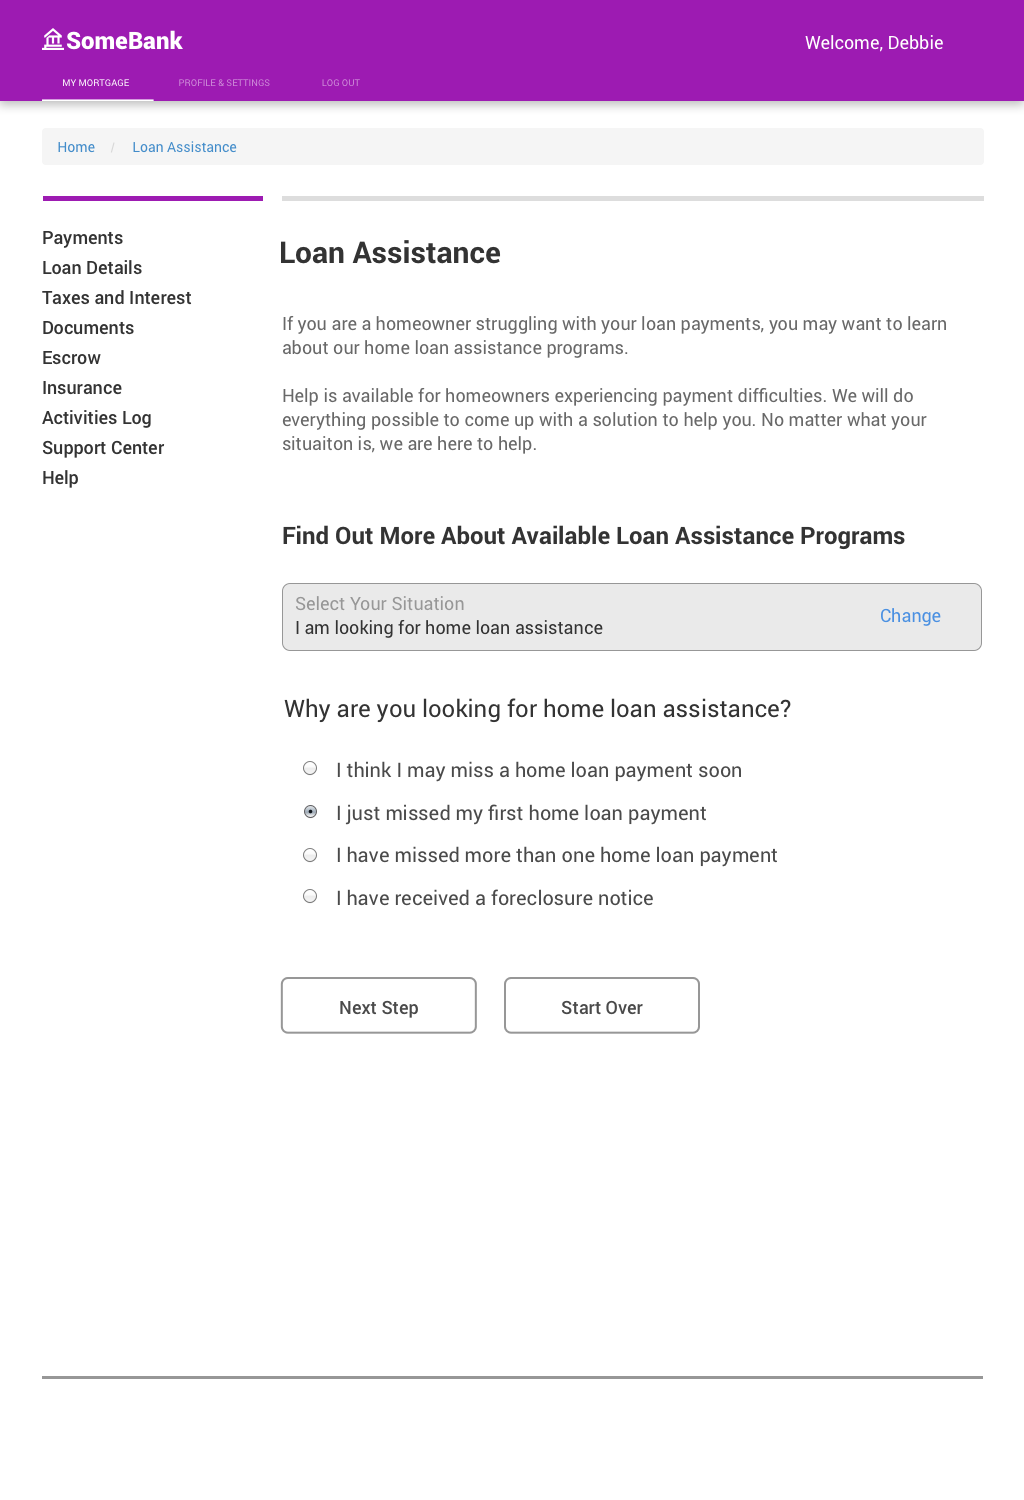 SomeBank
Welcome, Debbie
MY MORTGAGE
PROFILE & SETTINGS
LOG OUT
Home / Loan Assistance
Payments
Loan Details
Taxes and Interest
Documents
Escrow
Insurance
Activities Log
Support Center
Help
Loan Assistance
If you are a homeowner struggling with your loan payments, you may want to learn
about our home loan assistance programs.
Help is available for homeowners experiencing payment difficulties. We will do
everything possible to come up with a solution to help you. No matter what your
situaiton is, we are here to help.
Find Out More About Available Loan Assistance Programs
Select Your Situation
I am looking for home loan assistance
Change
Why are you looking for home loan assistance?
I think I may miss a home loan payment soon
I just missed my first home loan payment
I have missed more than one home loan payment
I have received a foreclosure notice
Next Step
Start Over